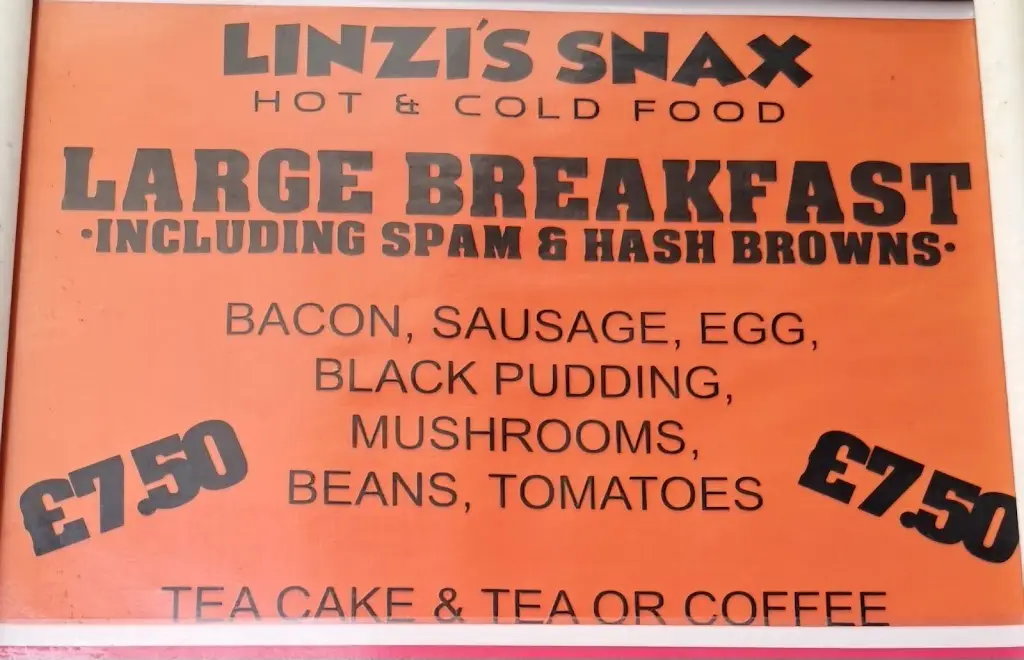 LINZI'S SNAX
HOT & COLD FOOD
LARGE BREAKFAST
·INCLUDING SPAM & HASH BROWNS·
BACON, SAUSAGE, EGG,
BLACK PUDDING,
MUSHROOMS,
BEANS, TOMATOES
£7.50
£7.50
TEA CAKE & TEA OR COFFEE